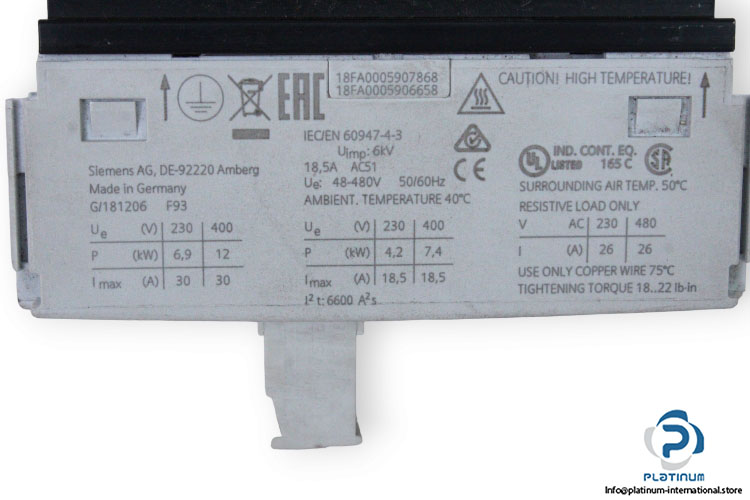 18FA0005907868
18FA0005906658
CAUTION! HIGH TEMPERATURE!
EAC
IEC/EN 60947-4-3
Uimp: 6kV
18,5A AC51
Ue: 48-480V 50/60Hz
AMBIENT. TEMPERATURE 40°C
Siemens AG, DE-92220 Amberg
Made in Germany
G/181206 F93
Ue (V) 230 400
P (kW) 6,9 12
Imax (A) 30 30
Ue (V) 230 400
P (kW) 4,2 7,4
Imax (A) 18,5 18,5
I²t: 6600 A²s
CE
UL LISTED
IND. CONT. EQ.
165 C
SA
SURROUNDING AIR TEMP. 50°C
RESISTIVE LOAD ONLY
V AC 230 480
I (A) 26 26
USE ONLY COPPER WIRE 75°C
TIGHTENING TORQUE 18..22 lb·in
PLATINUM
Info@platinum-international.store